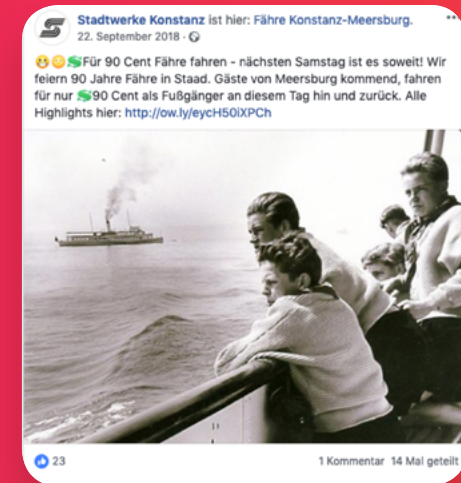 Stadtwerke Konstanz ist hier: Fähre Konstanz-Meersburg.
22. September 2018 ·
Für 90 Cent Fähre fahren - nächsten Samstag ist es soweit! Wir
feiern 90 Jahre Fähre in Staad. Gäste von Meersburg kommend, fahren
für nur 90 Cent als Fußgänger an diesem Tag hin und zurück. Alle
Highlights hier: http://ow.ly/eycH50iXPCh
23
1 Kommentar 14 Mal geteilt